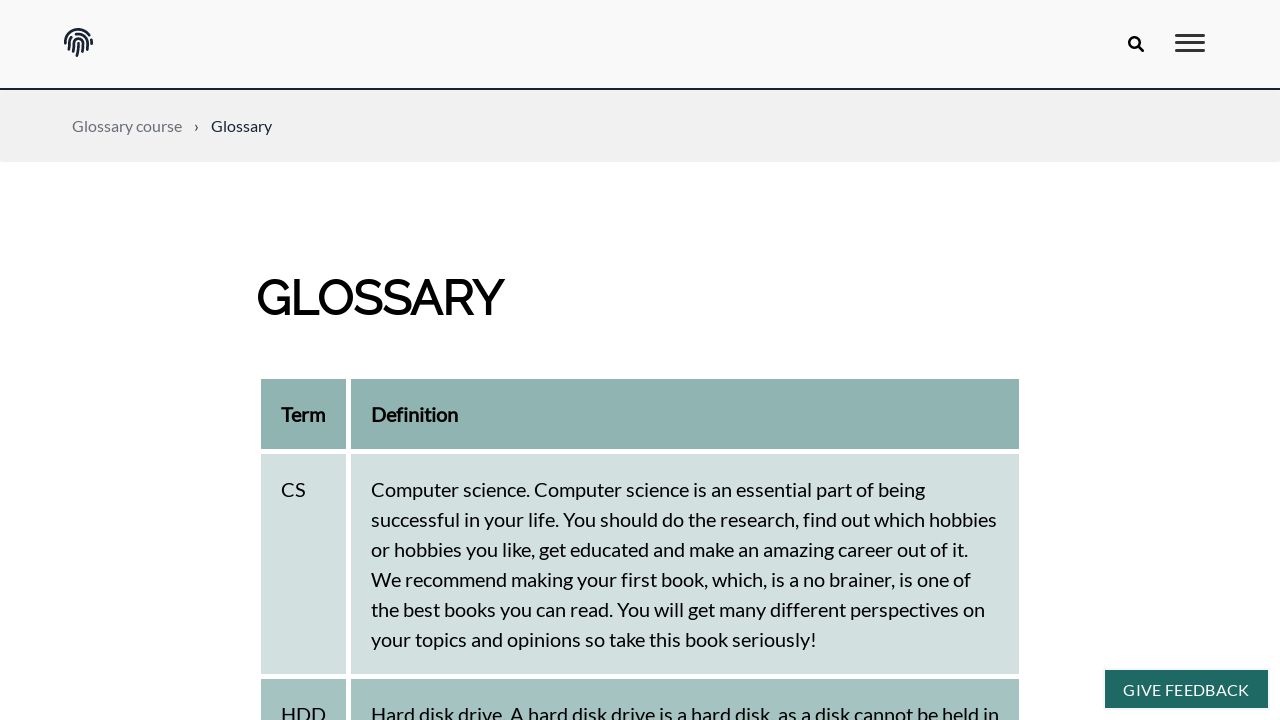 Glossary course › Glossary
GLOSSARY
Term Definition
CS Computer science. Computer science is an essential part of being
successful in your life. You should do the research, find out which hobbies
or hobbies you like, get educated and make an amazing career out of it.
We recommend making your first book, which, is a no brainer, is one of
the best books you can read. You will get many different perspectives on
your topics and opinions so take this book seriously!
HDD Hard disk drive. A hard disk drive is a hard disk, as a disk cannot be held in
GIVE FEEDBACK